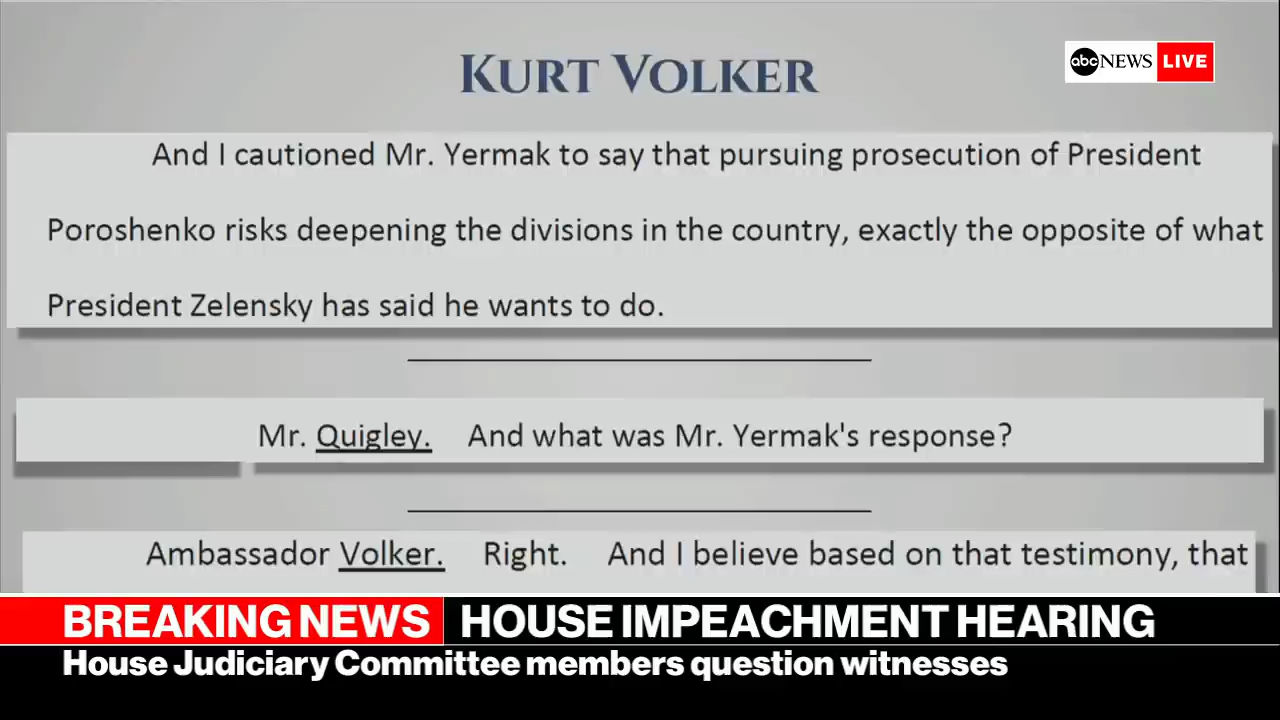 KURT VOLKER
abc NEWS LIVE
And I cautioned Mr. Yermak to say that pursuing prosecution of President
Poroshenko risks deepening the divisions in the country, exactly the opposite of what
President Zelensky has said he wants to do.
Mr. Quigley. And what was Mr. Yermak's response?
Ambassador Volker. Right. And I believe based on that testimony, that
BREAKING NEWS HOUSE IMPEACHMENT HEARING
House Judiciary Committee members question witnesses